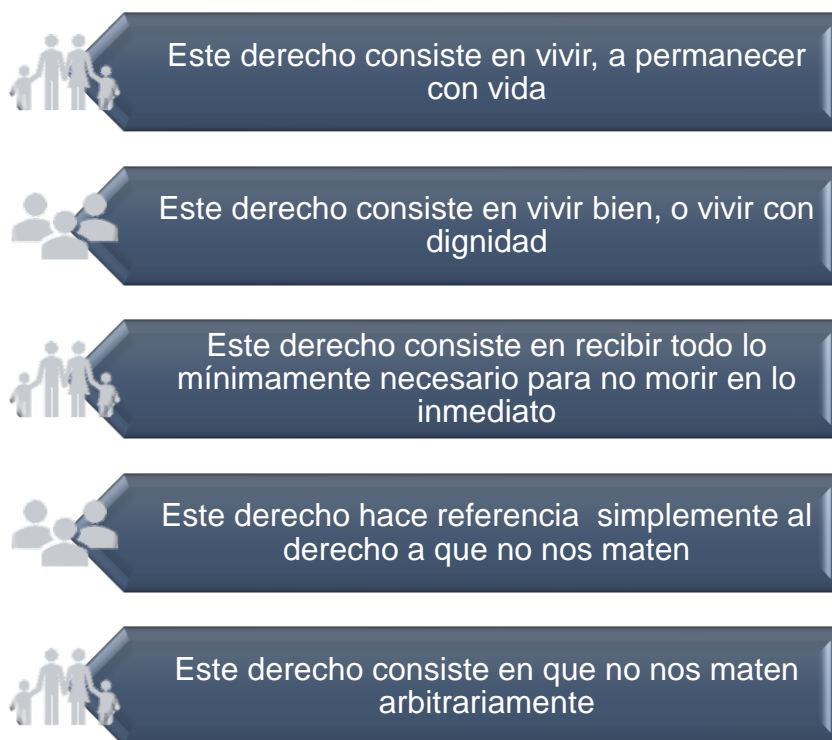 Este derecho consiste en vivir, a permanecer
con vida
Este derecho consiste en vivir bien, o vivir con
dignidad
Este derecho consiste en recibir todo lo
mínimamente necesario para no morir en lo
inmediato
Este derecho hace referencia  simplemente al
derecho a que no nos maten
Este derecho consiste en que no nos maten
arbitrariamente